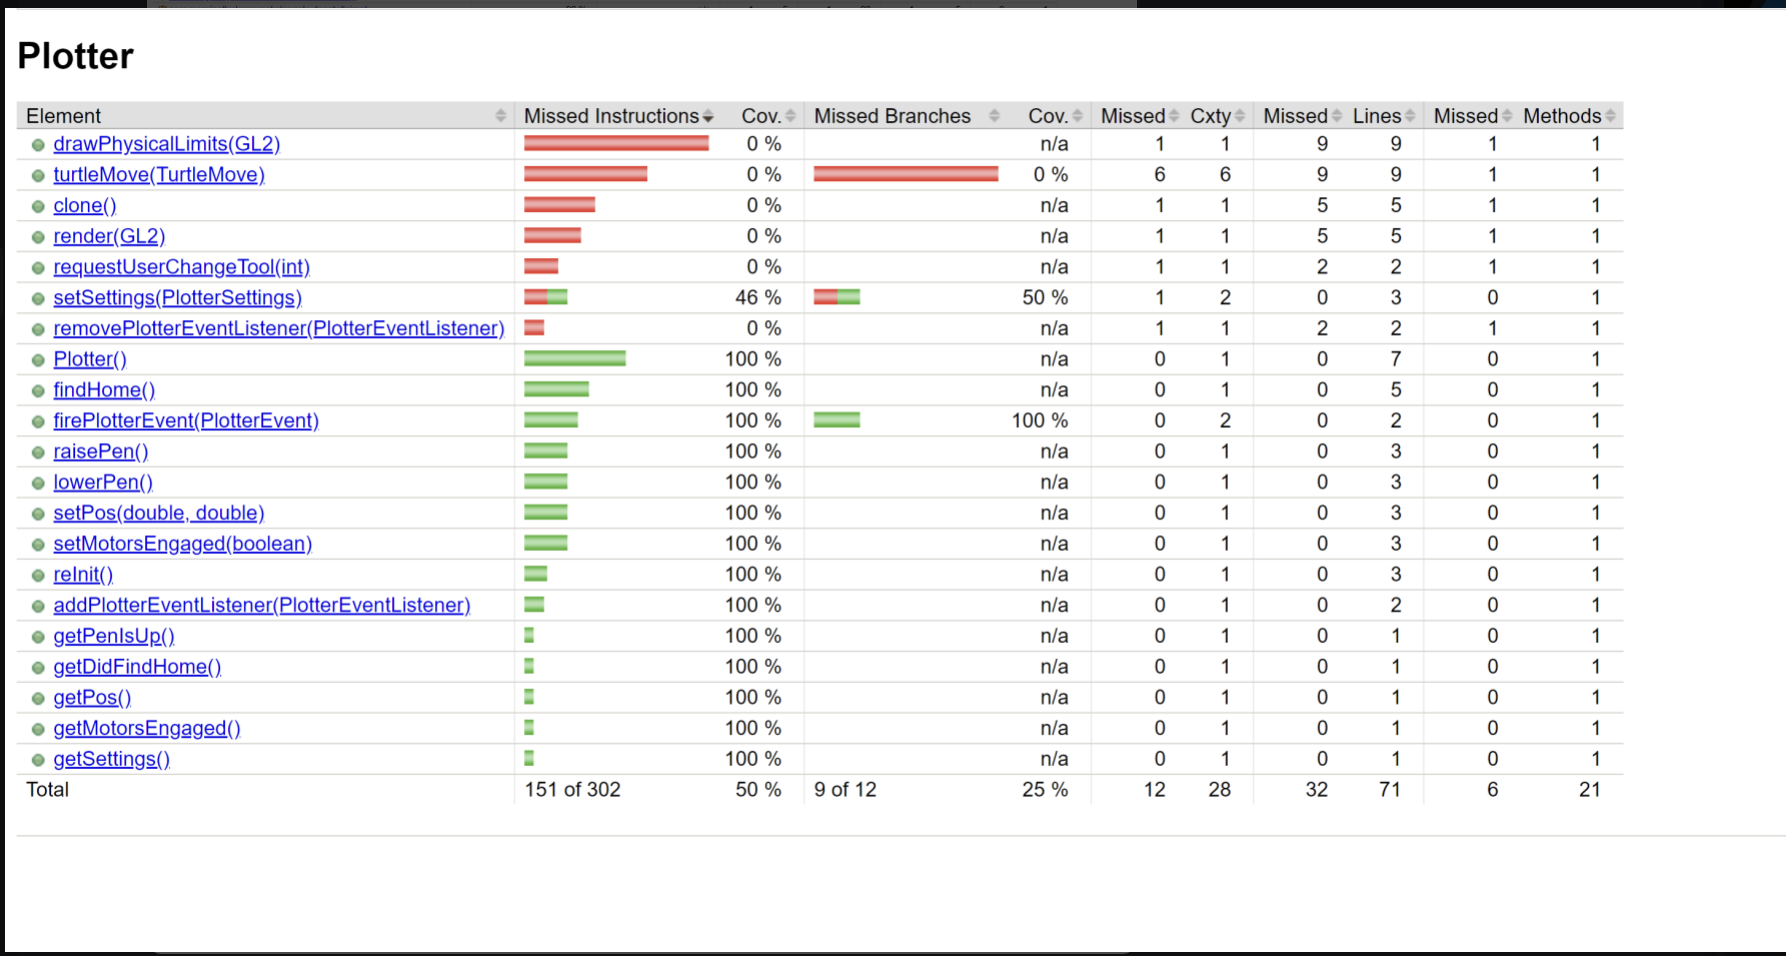 Plotter
Element Missed Instructions Cov. Missed Branches Cov. Missed Cxty Missed Lines Missed Methods
drawPhysicalLimits(GL2) 0 % n/a 1 1 9 9 1 1
turtleMove(TurtleMove) 0 % 0 % 6 6 9 9 1 1
clone() 0 % n/a 1 1 5 5 1 1
render(GL2) 0 % n/a 1 1 5 5 1 1
requestUserChangeTool(int) 0 % n/a 1 1 2 2 1 1
setSettings(PlotterSettings) 46 % 50 % 1 2 0 3 0 1
removePlotterEventListener(PlotterEventListener) 0 % n/a 1 1 2 2 1 1
Plotter() 100 % n/a 0 1 0 7 0 1
findHome() 100 % n/a 0 1 0 5 0 1
firePlotterEvent(PlotterEvent) 100 % 100 % 0 2 0 2 0 1
raisePen() 100 % n/a 0 1 0 3 0 1
lowerPen() 100 % n/a 0 1 0 3 0 1
setPos(double, double) 100 % n/a 0 1 0 3 0 1
setMotorsEngaged(boolean) 100 % n/a 0 1 0 3 0 1
reInit() 100 % n/a 0 1 0 3 0 1
addPlotterEventListener(PlotterEventListener) 100 % n/a 0 1 0 2 0 1
getPenIsUp() 100 % n/a 0 1 0 1 0 1
getDidFindHome() 100 % n/a 0 1 0 1 0 1
getPos() 100 % n/a 0 1 0 1 0 1
getMotorsEngaged() 100 % n/a 0 1 0 1 0 1
getSettings() 100 % n/a 0 1 0 1 0 1
Total 151 of 302 50 % 9 of 12 25 % 12 28 32 71 6 21